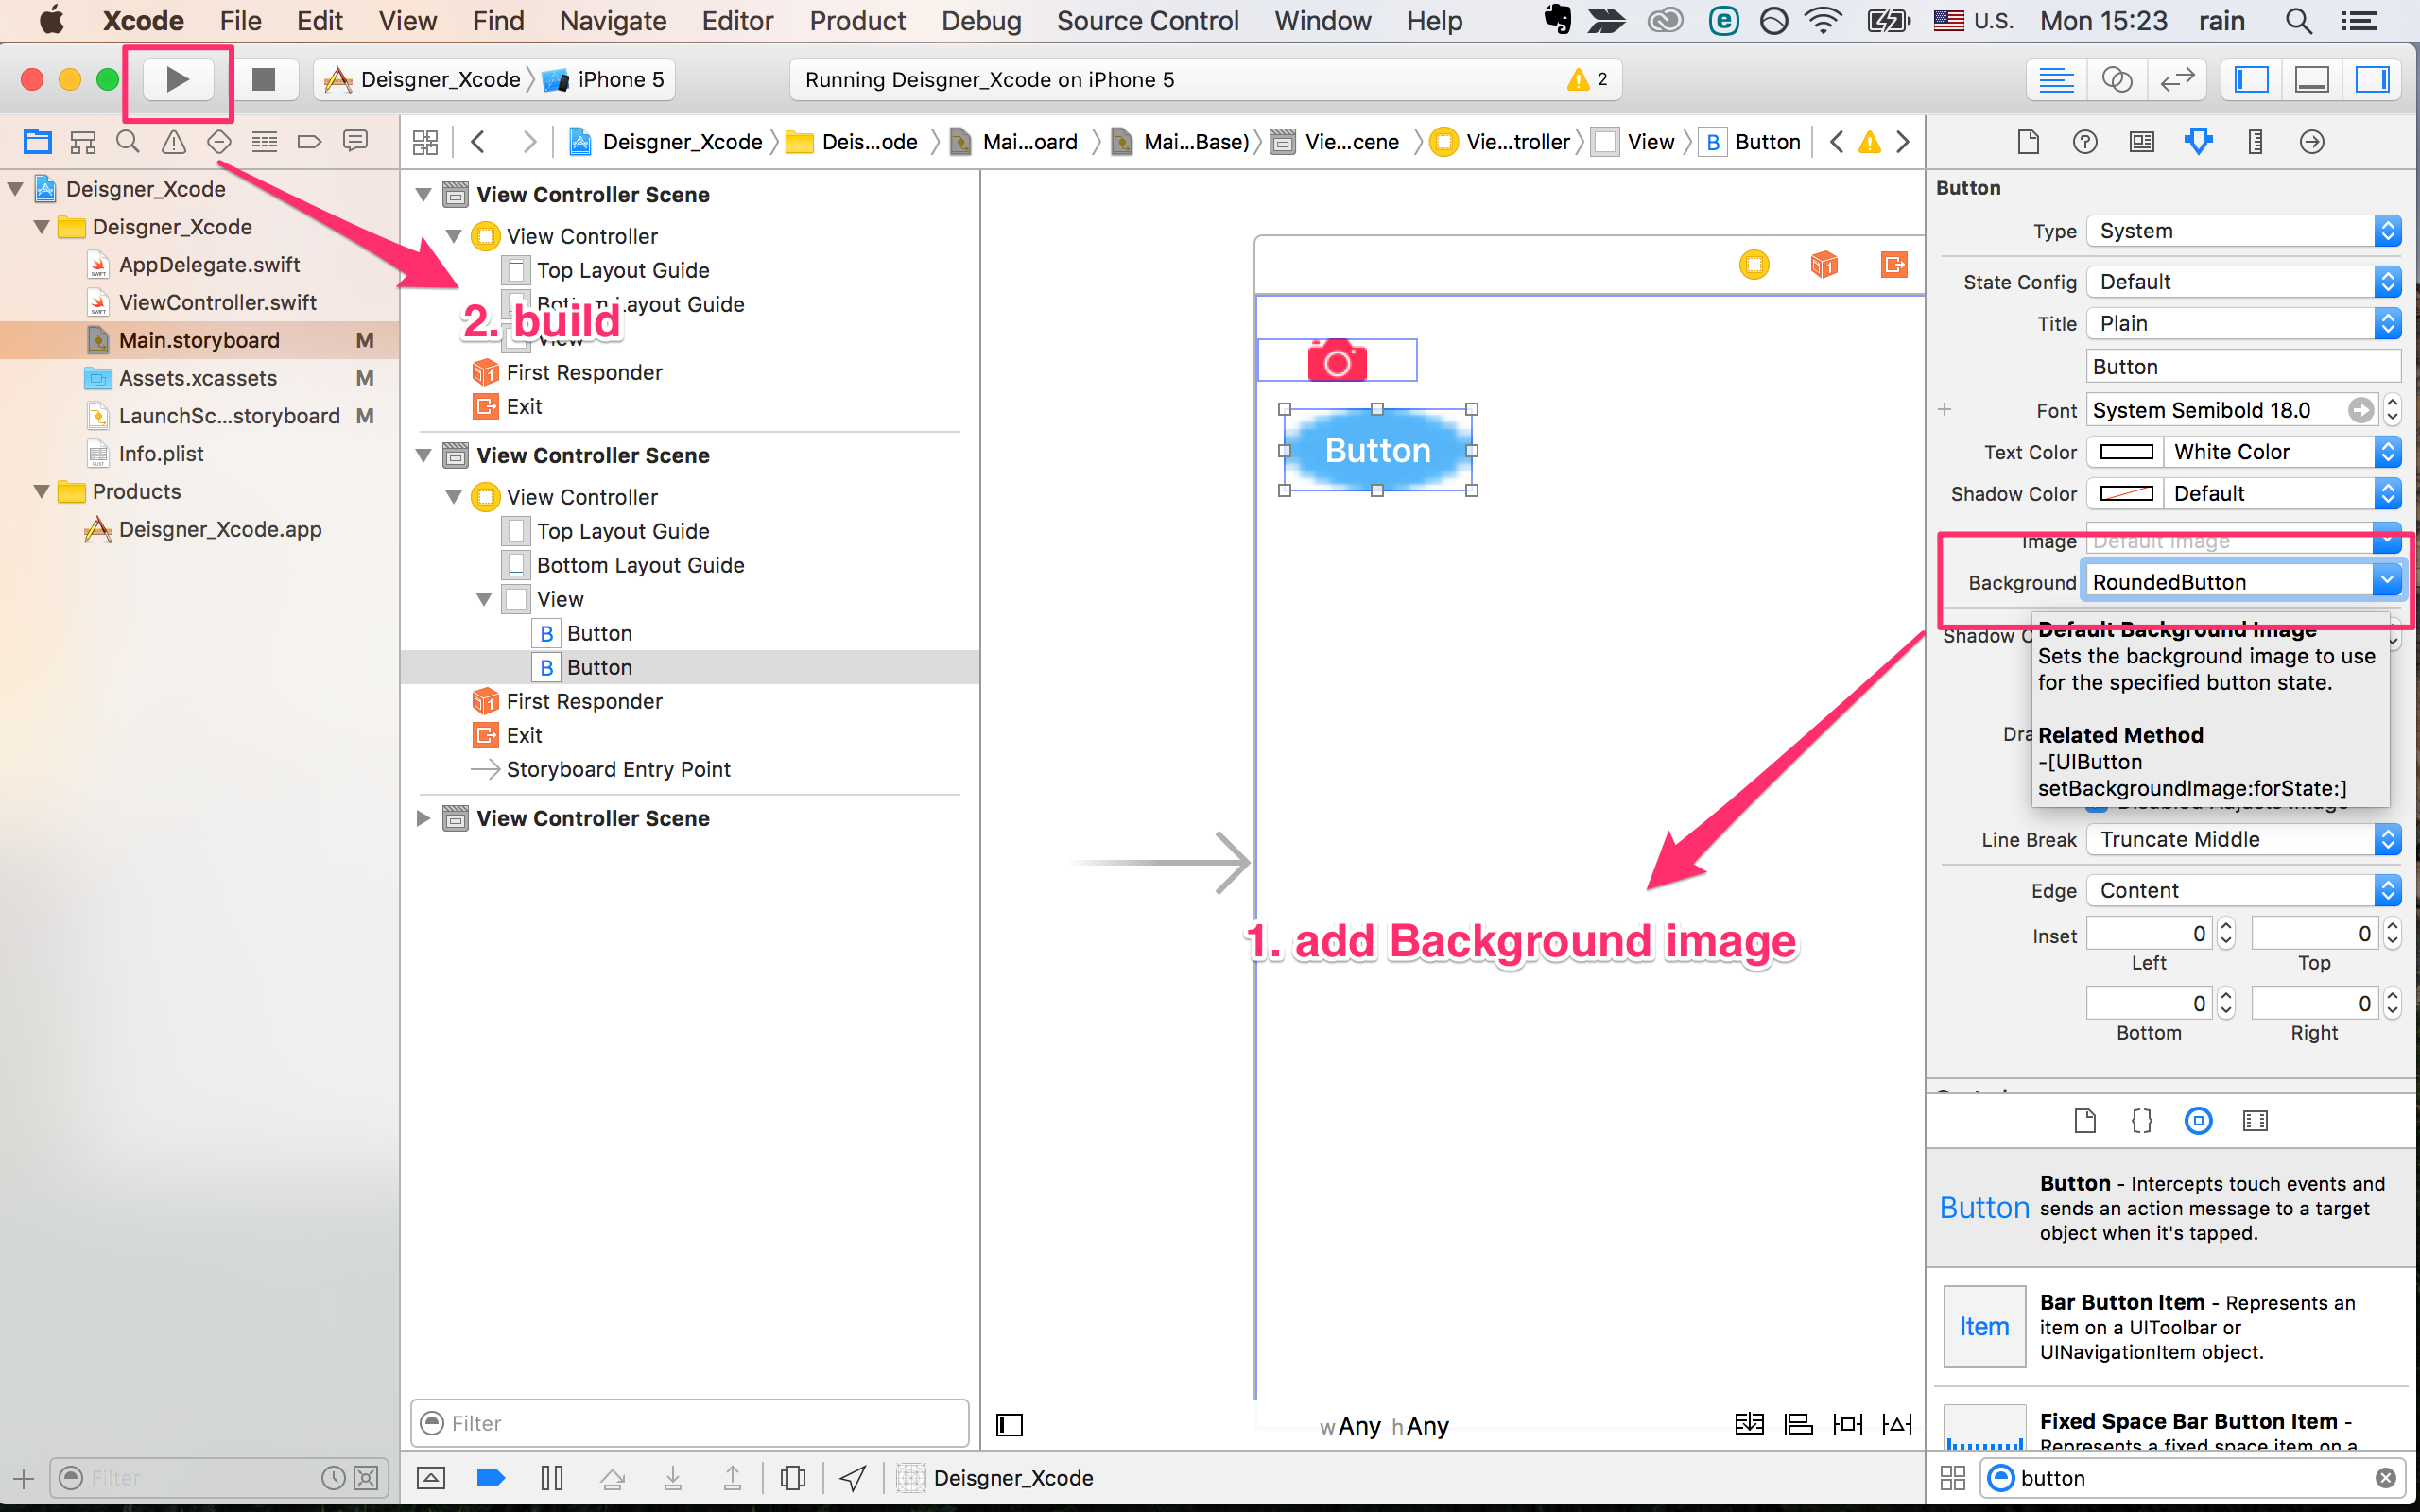 Xcode File Edit View Find Navigate Editor Product Debug Source Control Window Help U.S. Mon 15:23 rain
Deisgner_Xcode iPhone 5
Running Deisgner_Xcode on iPhone 5
2
Deisgner_Xcode Deis...ode Mai...oard Mai...Base) Vie...cene Vie...troller View B Button
Deisgner_Xcode
Deisgner_Xcode
AppDelegate.swift
ViewController.swift
Main.storyboard M
Assets.xcassets M
LaunchSc...storyboard M
Info.plist
Products
Deisgner_Xcode.app
Filter
View Controller Scene
View Controller
Top Layout Guide
Bottom Layout Guide
View
First Responder
Exit
2. build
View Controller Scene
View Controller
Top Layout Guide
Bottom Layout Guide
View
B Button
B Button
First Responder
Exit
Storyboard Entry Point
View Controller Scene
Filter
Button
1. add Background image
wAny hAny
Deisgner_Xcode
Button
Type System
State Config Default
Title Plain
Button
Font System Semibold 18.0
Text Color White Color
Shadow Color Default
Image Default Image
Background RoundedButton
Shadow O
Default Background Image
Sets the background image to use
for the specified button state.
Related Method
-[UIButton
setBackgroundImage:forState:]
Dra
Disabled Adjusts Image
Line Break Truncate Middle
Edge Content
Inset 0 0
Left Top
0 0
Bottom Right
Button
Button - Intercepts touch events and
sends an action message to a target
object when it's tapped.
Item
Bar Button Item - Represents an
item on a UIToolbar or
UINavigationItem object.
Fixed Space Bar Button Item -
Represents a fixed space item on a
button